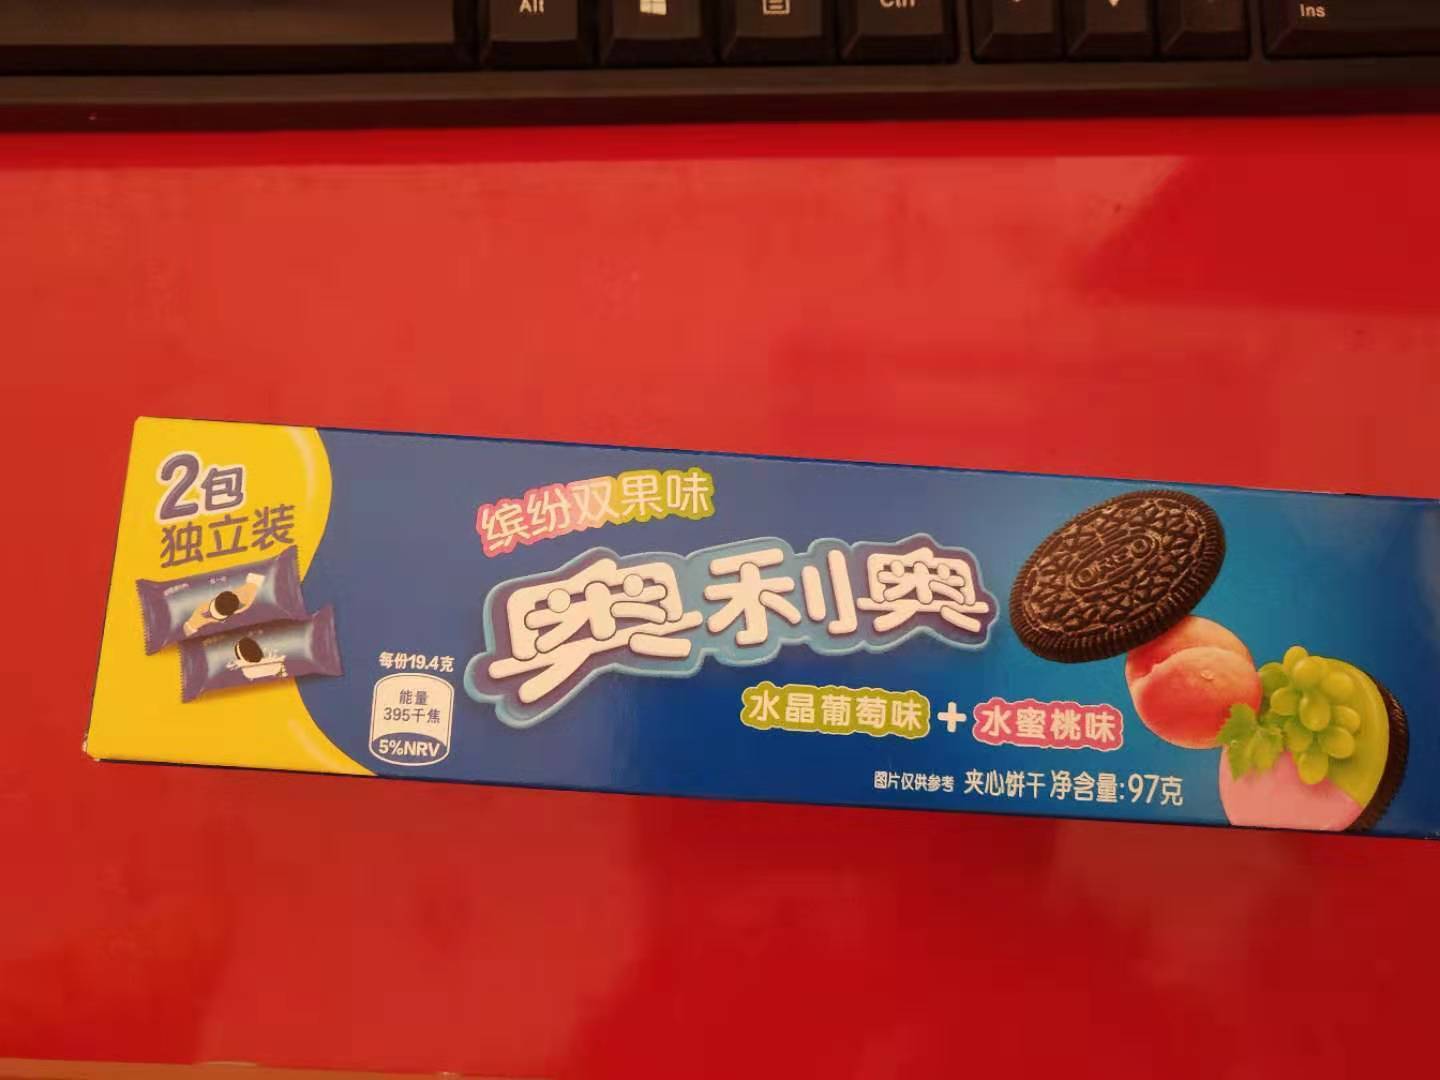 Alt
Ctrl
Ins
2包
独立装
缤纷双果味
奥利奥
OREO
每份19.4克
能量
395千焦
5%NRV
水晶葡萄味+水蜜桃味
图片仅供参考 夹心饼干 净含量:97克